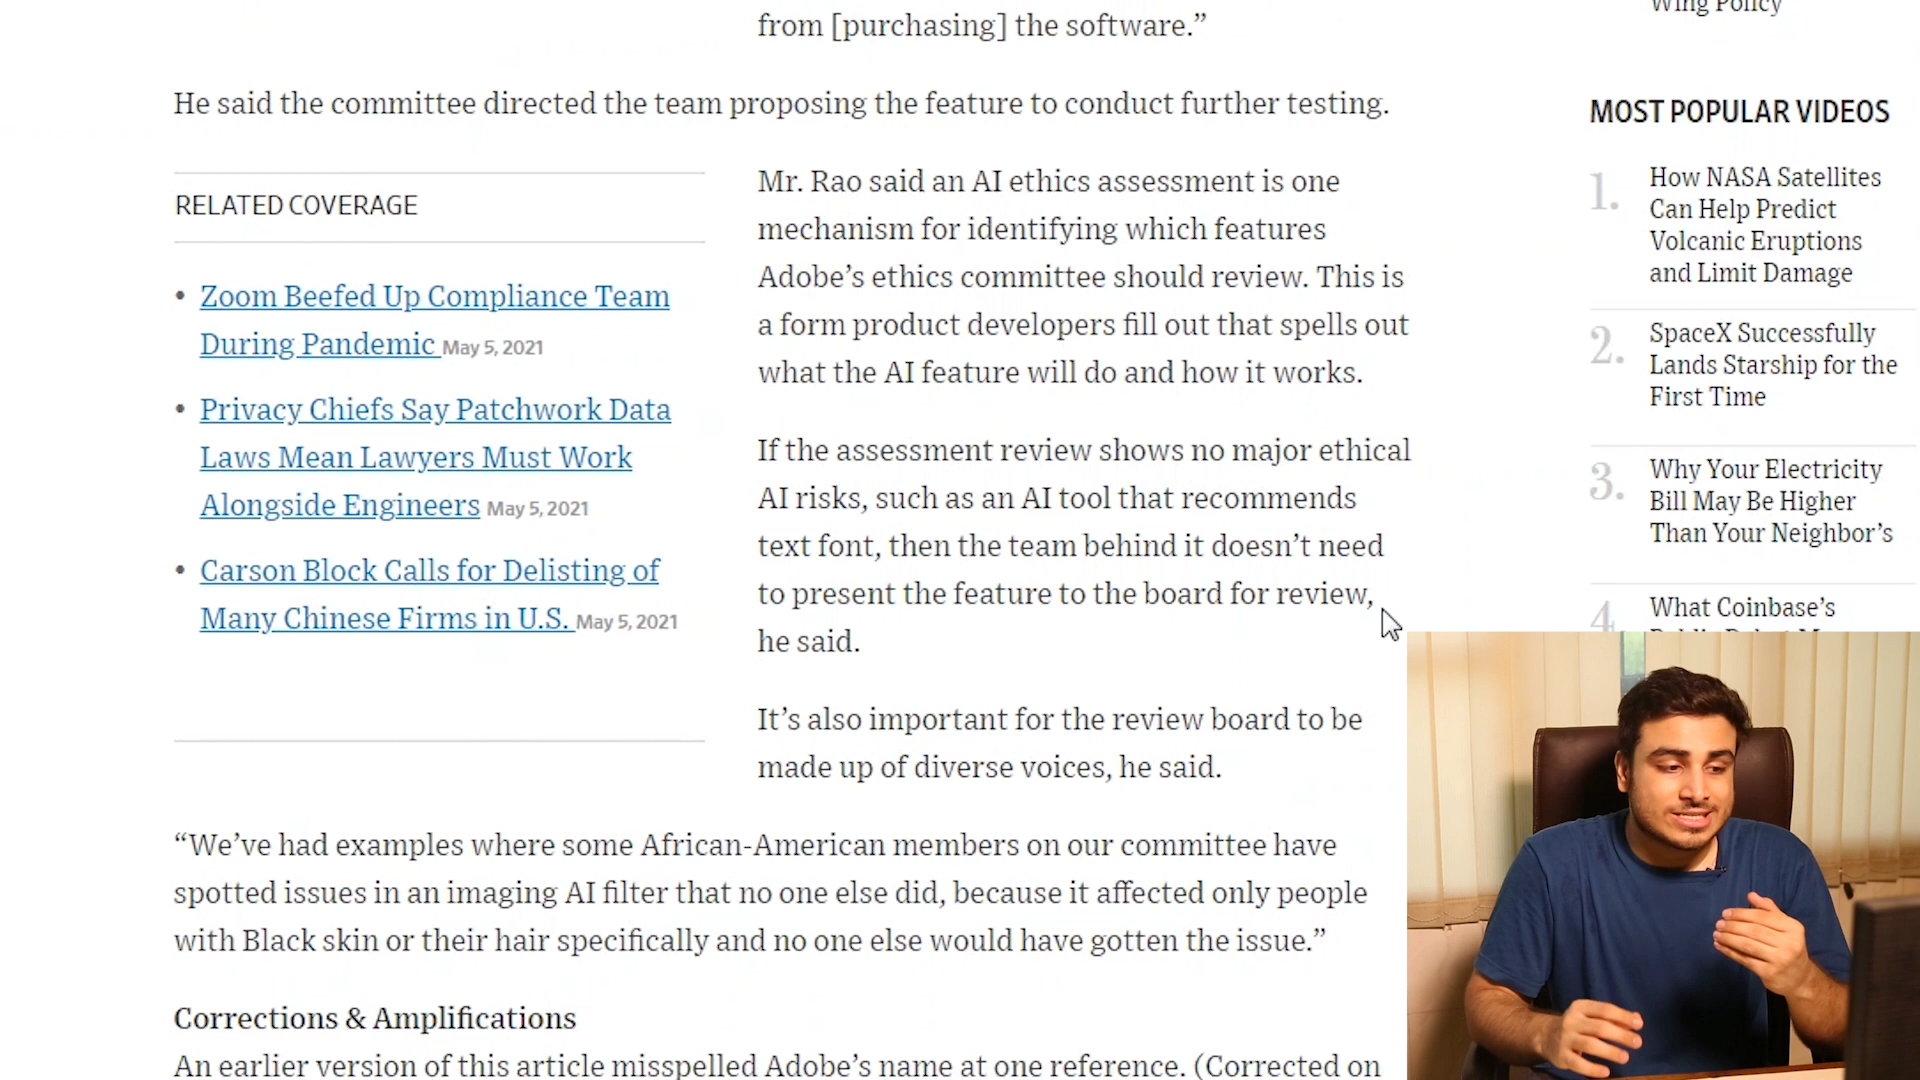 from [purchasing] the software.”
He said the committee directed the team proposing the feature to conduct further testing.
RELATED COVERAGE
• Zoom Beefed Up Compliance Team
During Pandemic May 5, 2021
• Privacy Chiefs Say Patchwork Data
Laws Mean Lawyers Must Work
Alongside Engineers May 5, 2021
• Carson Block Calls for Delisting of
Many Chinese Firms in U.S. May 5, 2021
Mr. Rao said an AI ethics assessment is one
mechanism for identifying which features
Adobe’s ethics committee should review. This is
a form product developers fill out that spells out
what the AI feature will do and how it works.
If the assessment review shows no major ethical
AI risks, such as an AI tool that recommends
text font, then the team behind it doesn’t need
to present the feature to the board for review,
he said.
It’s also important for the review board to be
made up of diverse voices, he said.
“We’ve had examples where some African-American members on our committee have
spotted issues in an imaging AI filter that no one else did, because it affected only people
with Black skin or their hair specifically and no one else would have gotten the issue.”
Corrections & Amplifications
An earlier version of this article misspelled Adobe’s name at one reference. (Corrected on
Wing Policy
MOST POPULAR VIDEOS
1. How NASA Satellites
Can Help Predict
Volcanic Eruptions
and Limit Damage
2. SpaceX Successfully
Lands Starship for the
First Time
3. Why Your Electricity
Bill May Be Higher
Than Your Neighbor’s
4. What Coinbase’s